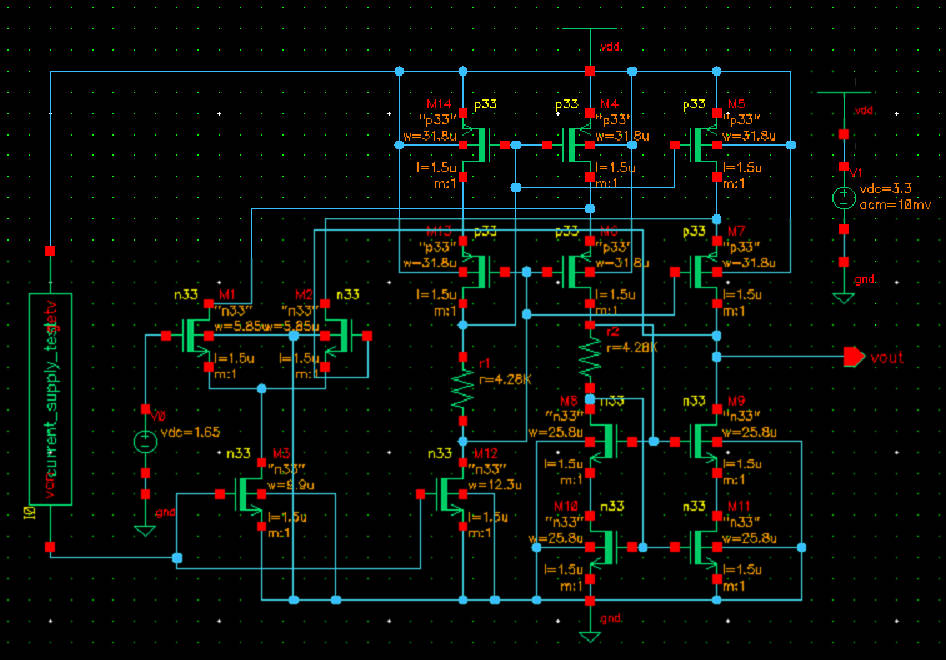 vdd
M14 p33
"p33"
w=31.8u
l=1.5u
m:1
M4
p33
"p33"
w=31.8u
l=1.5u
m:1
M5
p33
"p33"
w=31.8u
l=1.5u
m:1
vdd
V1
vdc=3.3
acm=10mv
gnd
M13 p33
"p33"
w=31.8u
l=1.5u
m:1
p33
"p33"
w=31.8u
l=1.5u
m:1
M7
p33
"p33"
w=31.8u
l=1.5u
m:1
n33 M1
"n33"
w=5.85u
l=1.5u
m:1
M2 n33
"n33"
w=5.85u
l=1.5u
m:1
r1
r=4.28K
r2
r=4.28K
vout
current_supply_test
I0
V0
vdc=1.65
gnd
n33 M3
"n33"
w=9.9u
l=1.5u
m:1
n33 M12
"n33"
w=12.3u
l=1.5u
m:1
M8 n33
"n33"
w=25.8u
l=1.5u
m:1
n33 M9
"n33"
w=25.8u
l=1.5u
m:1
M10 n33
"n33"
w=25.8u
l=1.5u
m:1
n33 M11
"n33"
w=25.8u
l=1.5u
m:1
gnd